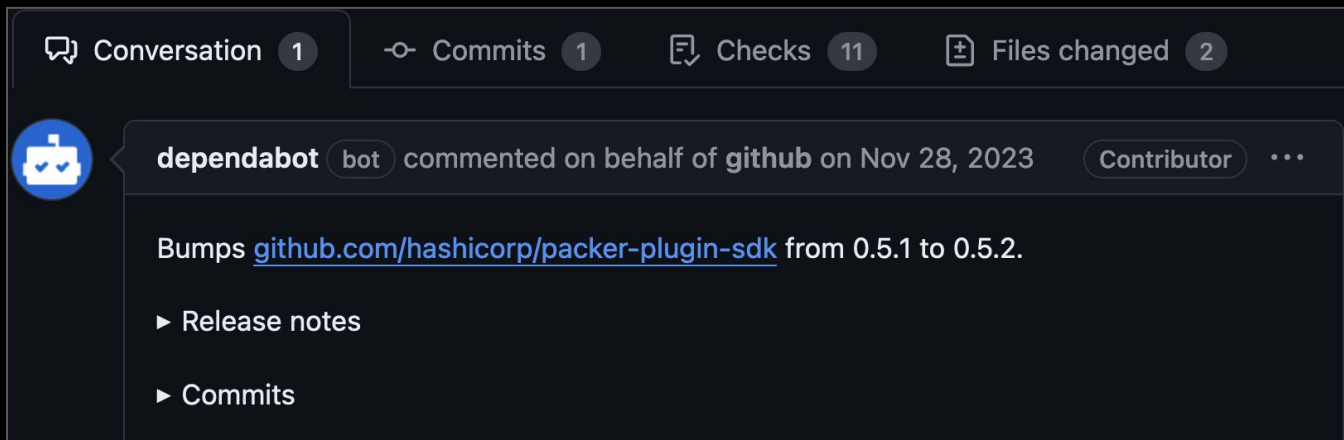 Conversation 1 Commits 1 Checks 11 Files changed 2
dependabot bot commented on behalf of github on Nov 28, 2023 Contributor ...
Bumps github.com/hashicorp/packer-plugin-sdk from 0.5.1 to 0.5.2.
Release notes
Commits